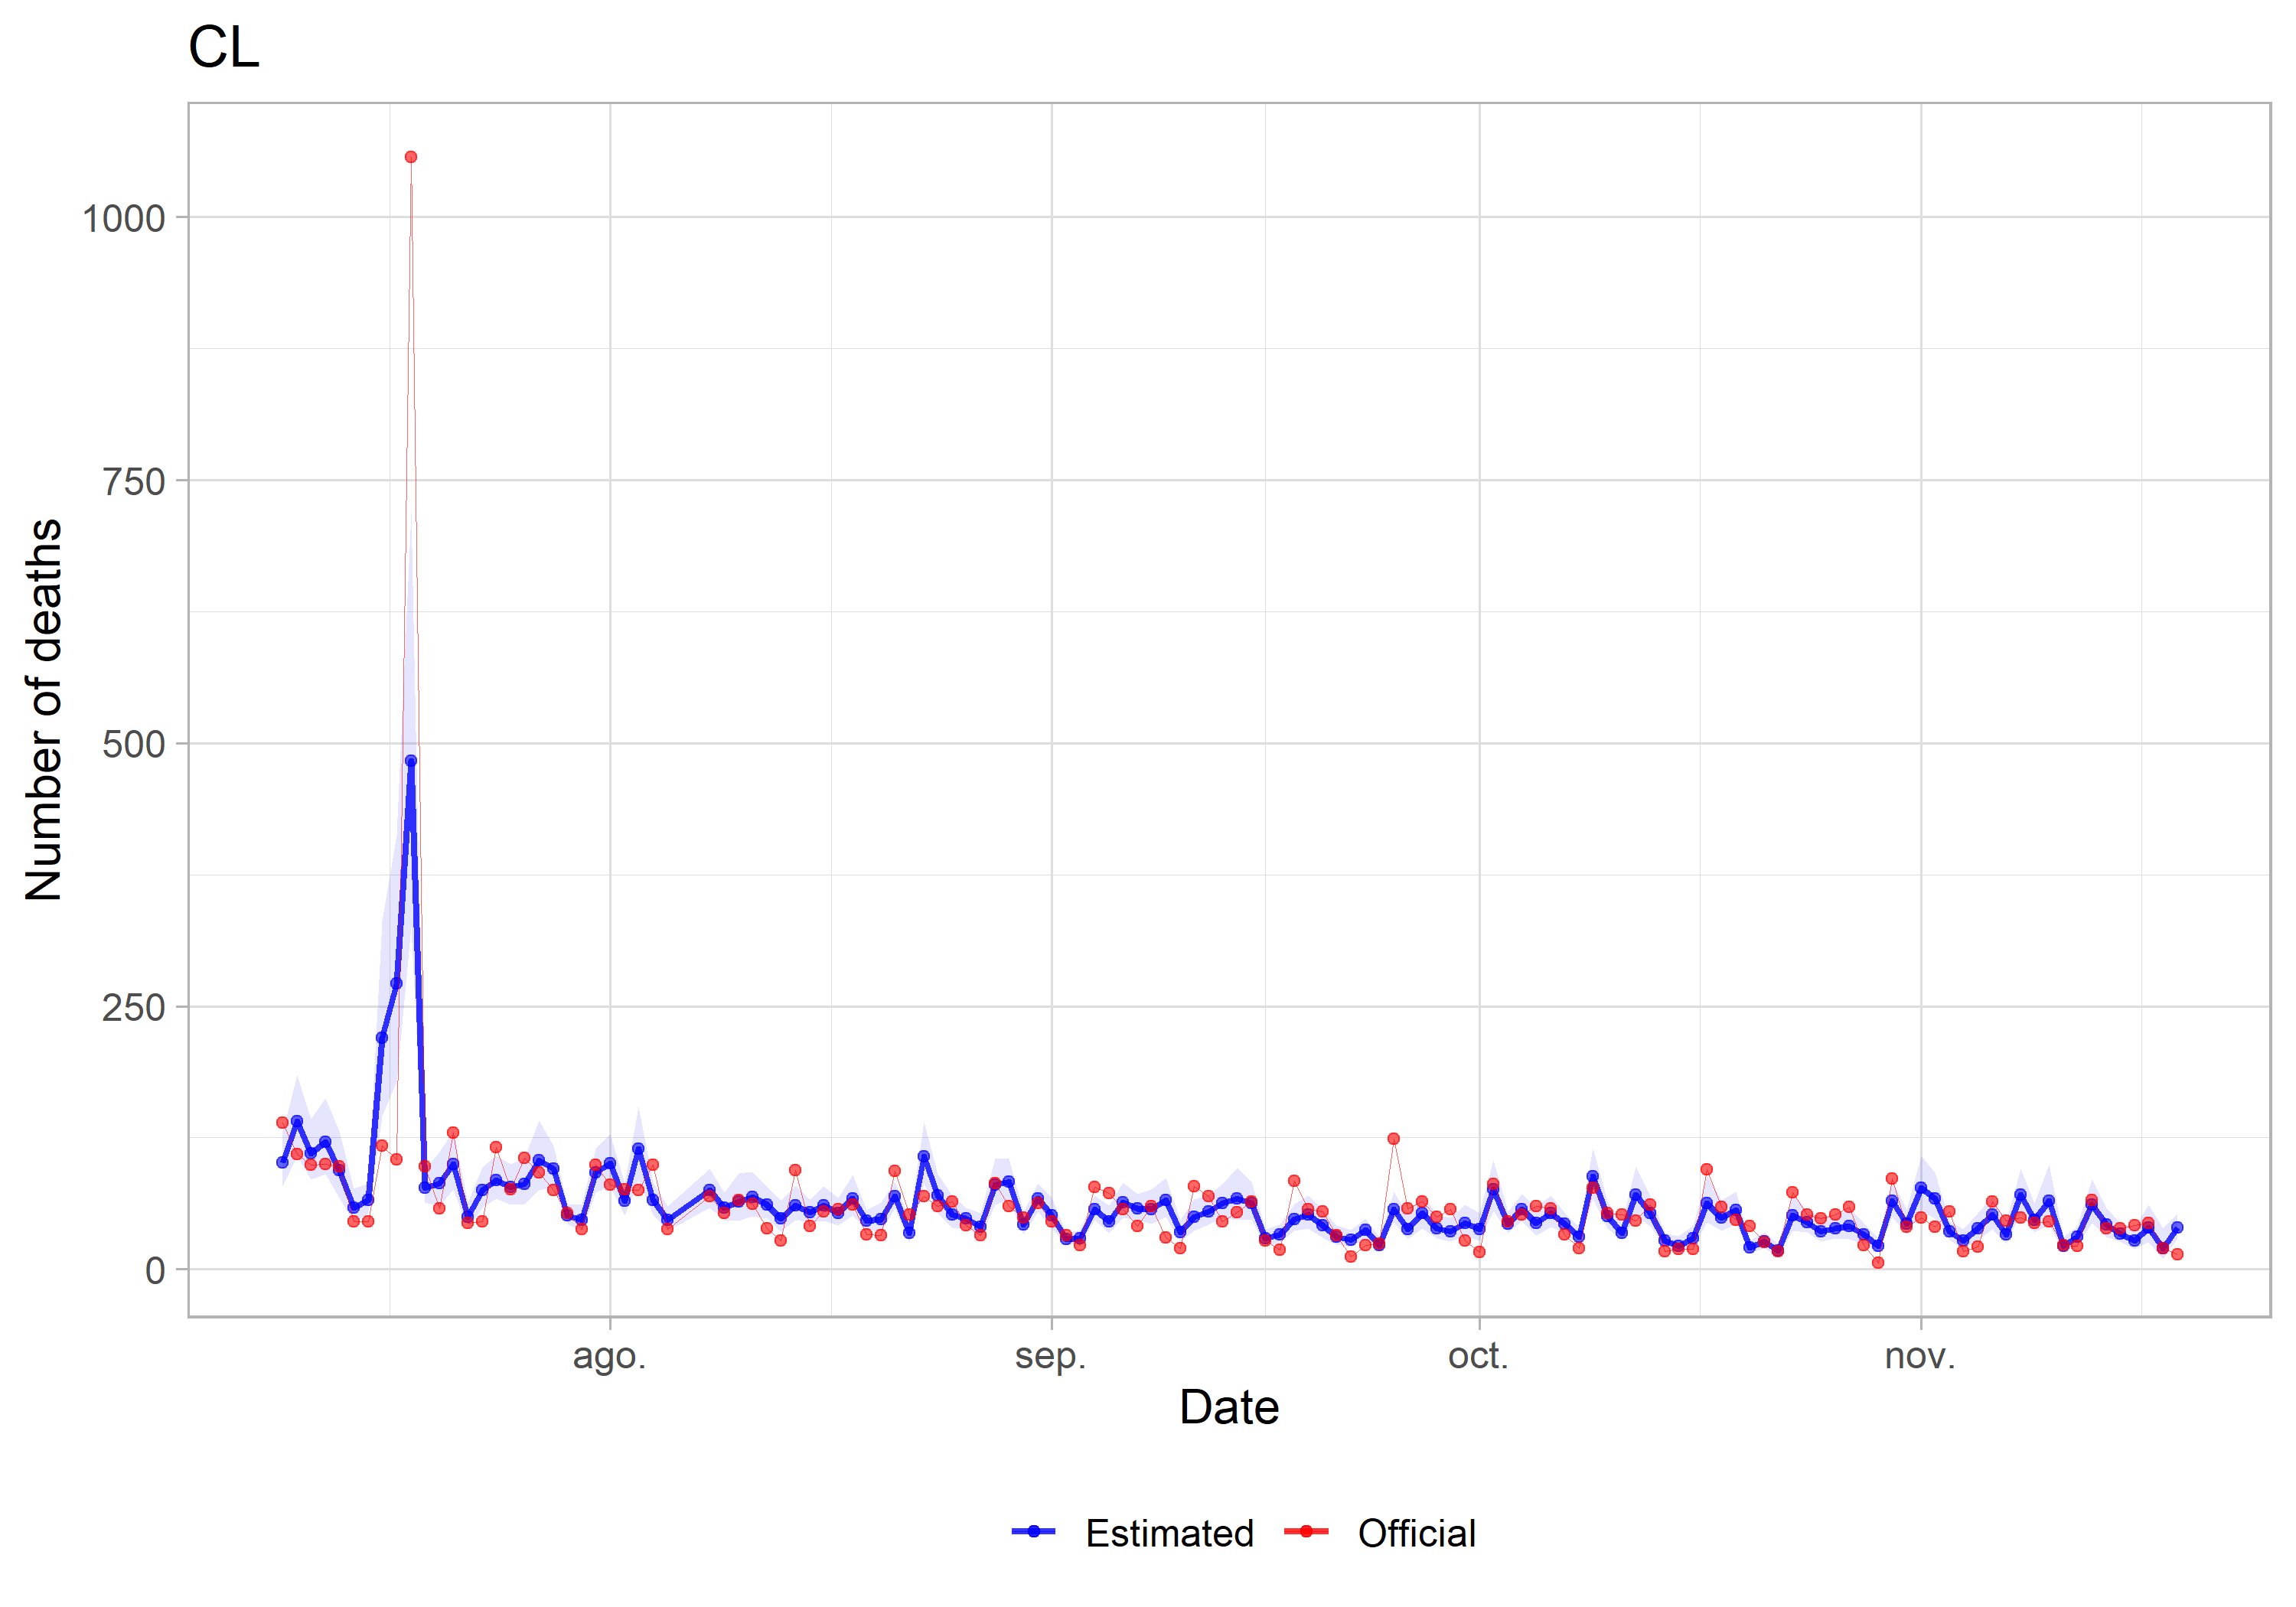 CL
Number of deaths
1000
750
500
250
0
ago.
sep.
oct.
nov.
Date
Estimated
Official